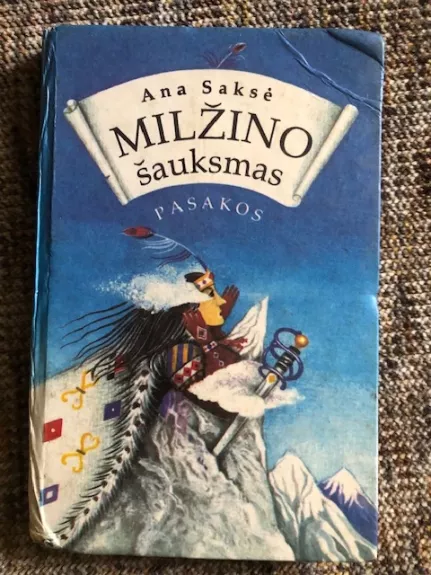 Ana Saksė
MILŽINO
šauksmas
PASAKOS